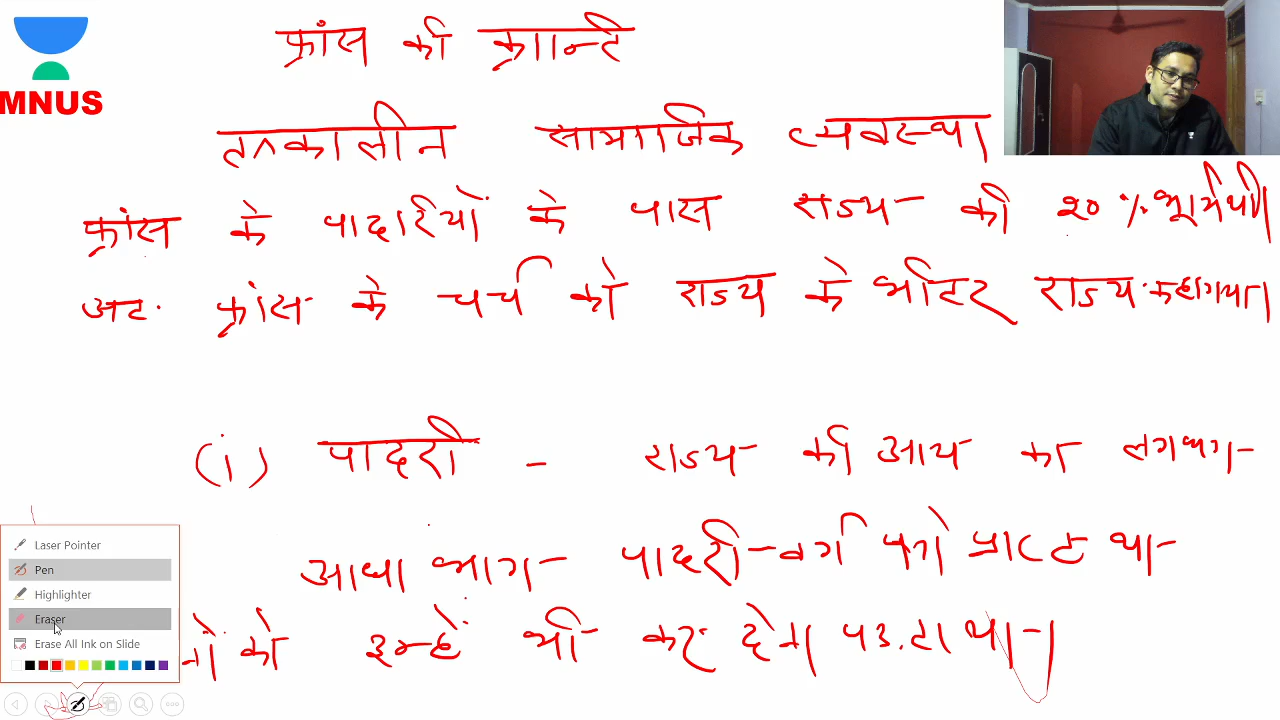 MNUS
फ्रांस की क्रान्ति
तत्कालीन सामाजिक व्यवस्था
फ्रांस के पादरियों के पास राज्य की 20 % भूमि थी।
अतः फ्रांस के चर्च को राज्य के भीतर राज्य कहा गया।
(i) पादरी - राज्य की आय का लगभग
आधा भाग पादरी वर्ग को प्राप्त था
नों को इन्हें भी कर देना पड़ता था।
Laser Pointer
Pen
Highlighter
Eraser
Erase All Ink on Slide